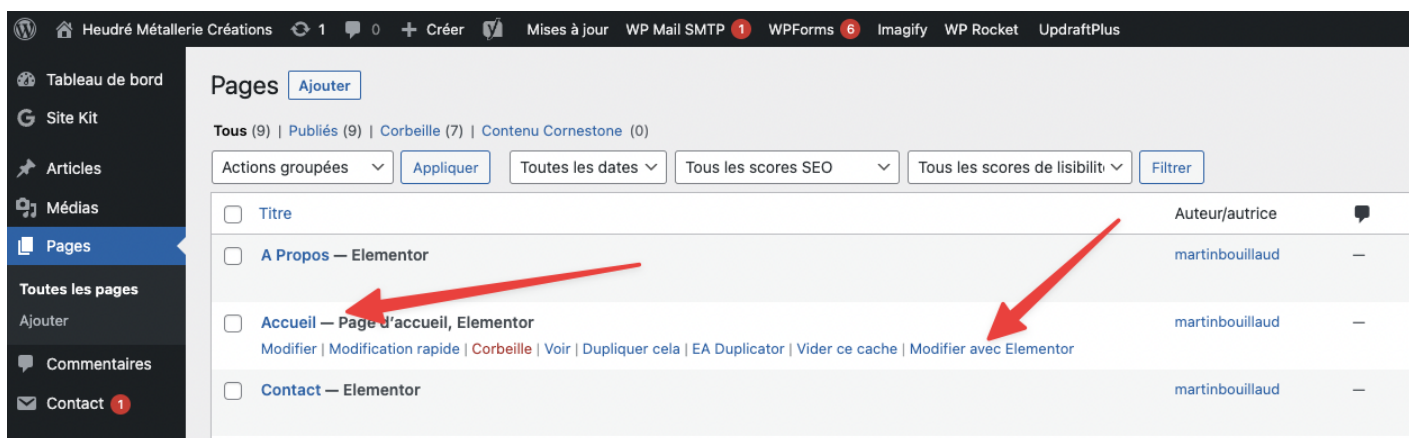 Heudré Métallerie Créations 1 0 + Créer Mises à jour WP Mail SMTP 1 WPForms 6 Imagify WP Rocket UpdraftPlus
Tableau de bord
Site Kit
Articles
Médias
Pages
Toutes les pages
Ajouter
Commentaires
Contact 1
Pages Ajouter
Tous (9) | Publiés (9) | Corbeille (7) | Contenu Cornestone (0)
Actions groupées Appliquer Toutes les dates Tous les scores SEO Tous les scores de lisibilit Filtrer
Titre Auteur/autrice
A Propos — Elementor martinbouillaud —
Accueil — Page d'accueil, Elementor martinbouillaud —
Modifier | Modification rapide | Corbeille | Voir | Dupliquer cela | EA Duplicator | Vider ce cache | Modifier avec Elementor
Contact — Elementor martinbouillaud —